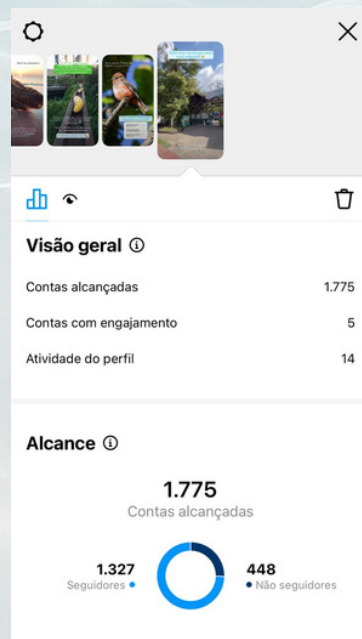 Visão geral
Contas alcançadas 1.775
Contas com engajamento 5
Atividade do perfil 14
Alcance
1.775
Contas alcançadas
1.327 448
Seguidores Não seguidores